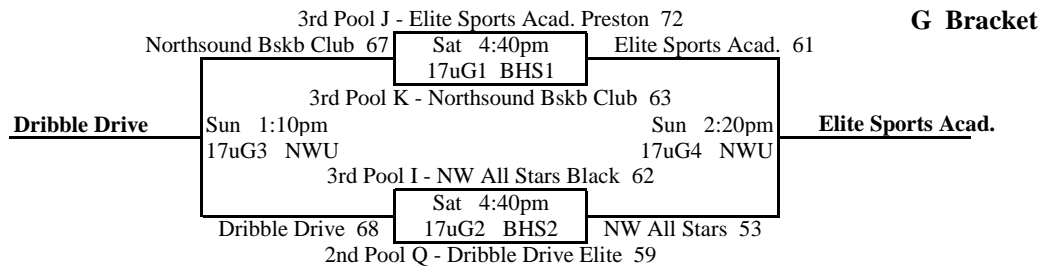 3rd Pool J - Elite Sports Acad. Preston  72
G  Bracket
Northsound Bskb Club  67
Sat   4:40pm
Elite Sports Acad.  61
17uG1  BHS1
3rd Pool K - Northsound Bskb Club  63
Dribble Drive
Sun   1:10pm
Sun   2:20pm
Elite Sports Acad.
17uG3   NWU
17uG4   NWU
3rd Pool I - NW All Stars Black  62
Sat   4:40pm
Dribble Drive  68
17uG2   BHS2
NW All Stars  53
2nd Pool Q - Dribble Drive Elite  59